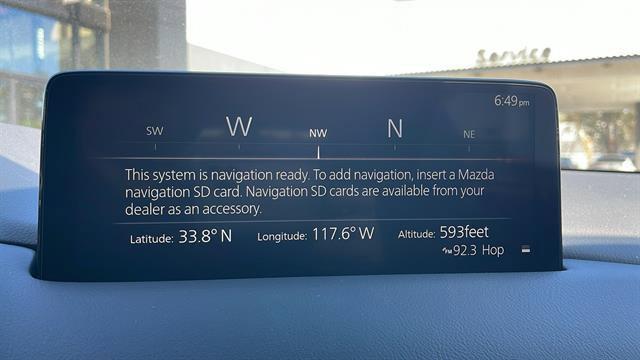 Service
6:49pm
SW W NW N NE
This system is navigation ready. To add navigation, insert a Mazda
navigation SD card. Navigation SD cards are available from your
dealer as an accessory.
Latitude: 33.8° N Longitude: 117.6° W Altitude: 593feet
FM 92.3 Hop